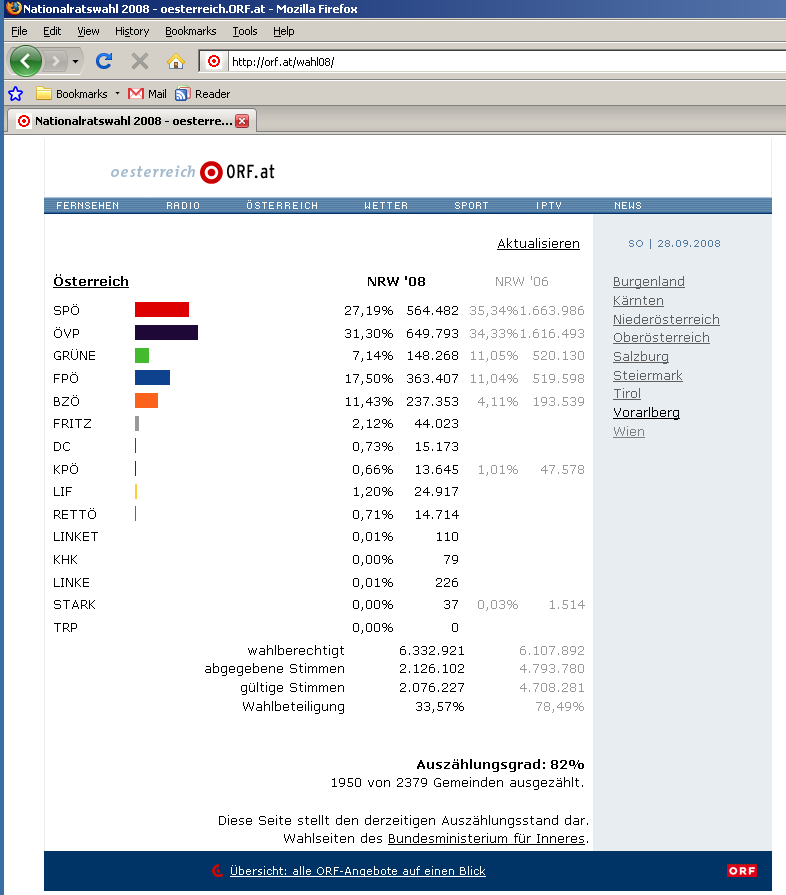 Nationalratswahl 2008 - oesterreich.ORF.at - Mozilla Firefox
File Edit View History Bookmarks Tools Help
http://orf.at/wahl08/
Bookmarks Mail Reader
Nationalratswahl 2008 - oesterre...
oesterreich ORF.at
FERNSEHEN RADIO ÖSTERREICH WETTER SPORT IPTV NEWS
Aktualisieren
Österreich NRW '08 NRW '06
SPÖ 27,19% 564.482 35,34% 1.663.986
ÖVP 31,30% 649.793 34,33% 1.616.493
GRÜNE 7,14% 148.268 11,05% 520.130
FPÖ 17,50% 363.407 11,04% 519.598
BZÖ 11,43% 237.353 4,11% 193.539
FRITZ 2,12% 44.023
DC 0,73% 15.173
KPÖ 0,66% 13.645 1,01% 47.578
LIF 1,20% 24.917
RETTÖ 0,71% 14.714
LINKET 0,01% 110
KHK 0,00% 79
LINKE 0,01% 226
STARK 0,00% 37 0,03% 1.514
TRP 0,00% 0
wahlberechtigt 6.332.921 6.107.892
abgegebene Stimmen 2.126.102 4.793.780
gültige Stimmen 2.076.227 4.708.281
Wahlbeteiligung 33,57% 78,49%
Auszählungsgrad: 82%
1950 von 2379 Gemeinden ausgezählt.
Diese Seite stellt den derzeitigen Auszählungsstand dar.
Wahlseiten des Bundesministerium für Inneres.
SO | 28.09.2008
Burgenland
Kärnten
Niederösterreich
Oberösterreich
Salzburg
Steiermark
Tirol
Vorarlberg
Wien
Übersicht: alle ORF-Angebote auf einen Blick
ORF